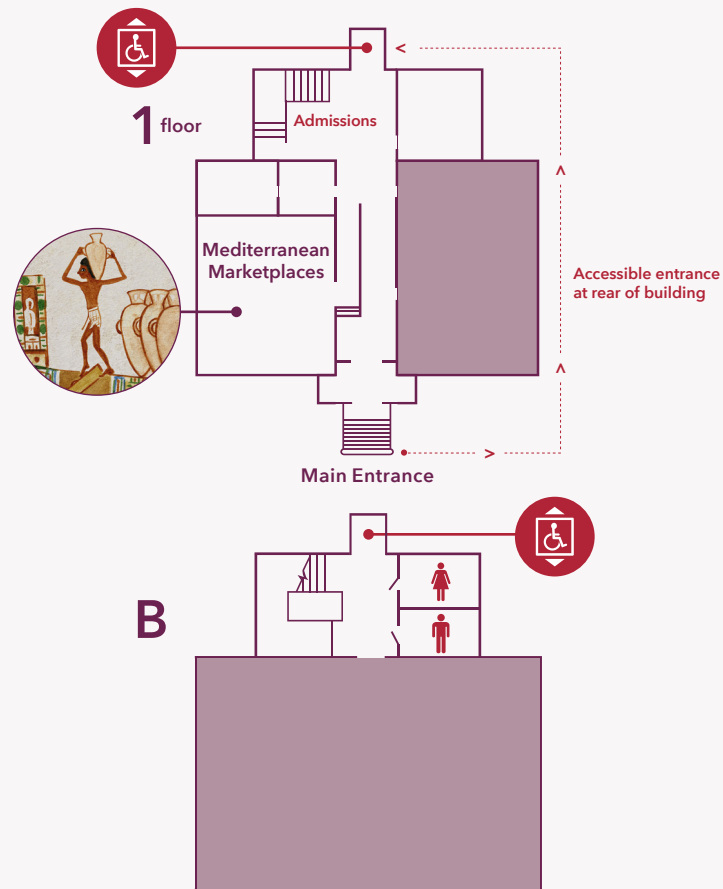 1 floor
Admissions
Mediterranean
Marketplaces
Accessible entrance
at rear of building
Main Entrance
B